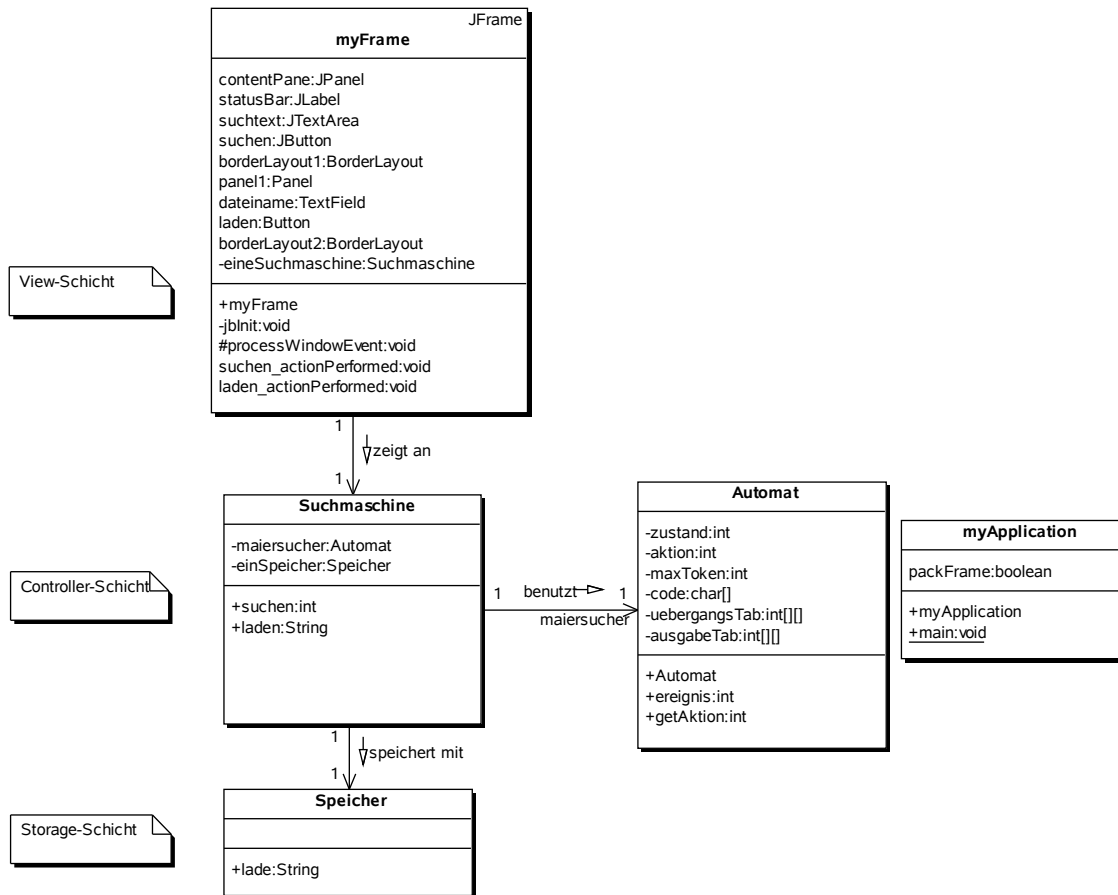 JFrame
myFrame
contentPane:JPanel
statusBar:JLabel
suchtext:JTextArea
suchen:JButton
borderLayout1:BorderLayout
panel1:Panel
dateiname:TextField
laden:Button
borderLayout2:BorderLayout
-eineSuchmaschine:Suchmaschine
+myFrame
-jbInit:void
#processWindowEvent:void
suchen_actionPerformed:void
laden_actionPerformed:void
View-Schicht
1
zeigt an
1
Suchmaschine
-maiersucher:Automat
-einSpeicher:Speicher
+suchen:int
+laden:String
Controller-Schicht
1
benutzt
1
maiersucher
Automat
-zustand:int
-aktion:int
-maxToken:int
-code:char[]
-uebergangsTab:int[][]
-ausgabeTab:int[][]
+Automat
+ereignis:int
+getAktion:int
myApplication
packFrame:boolean
+myApplication
+main:void
1
speichert mit
1
Speicher
+lade:String
Storage-Schicht